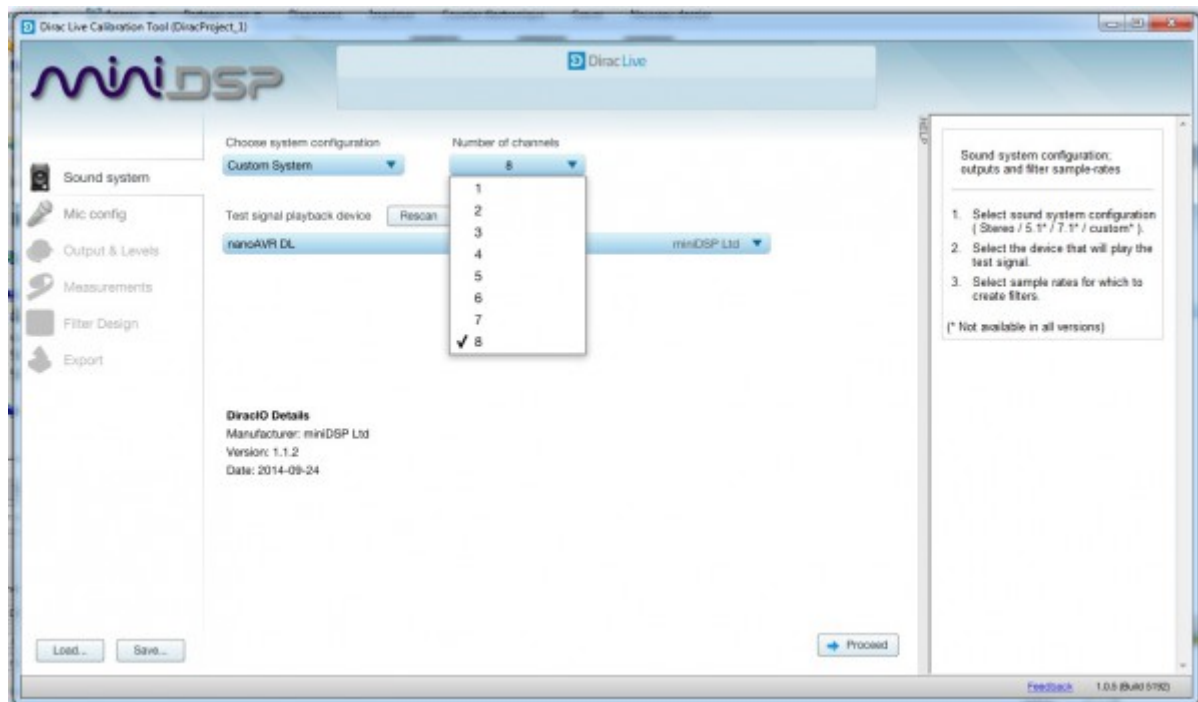 Dirac Live Calibration Tool (DiracProject_1)
miniDSP
Dirac Live
Choose system configuration
Number of channels
Custom System
8
1
2
3
4
5
6
7
✓ 8
Test signal playback device
Rescan
nanoAVR DL
miniDSP Ltd
Sound system
Mic config
Output & Levels
Measurements
Filter Design
Export
DiracIO Details
Manufacturer: miniDSP Ltd
Version: 1.1.2
Date: 2014-09-24
Load...
Save...
Proceed
HELP
Sound system configuration;
outputs and filter sample-rates
1. Select sound system configuration
( Stereo / 5.1* / 7.1* / custom* ).
2. Select the device that will play the
test signal.
3. Select sample rates for which to
create filters.
(* Not available in all versions)
Feedback
1.0.5 (Build 5192)